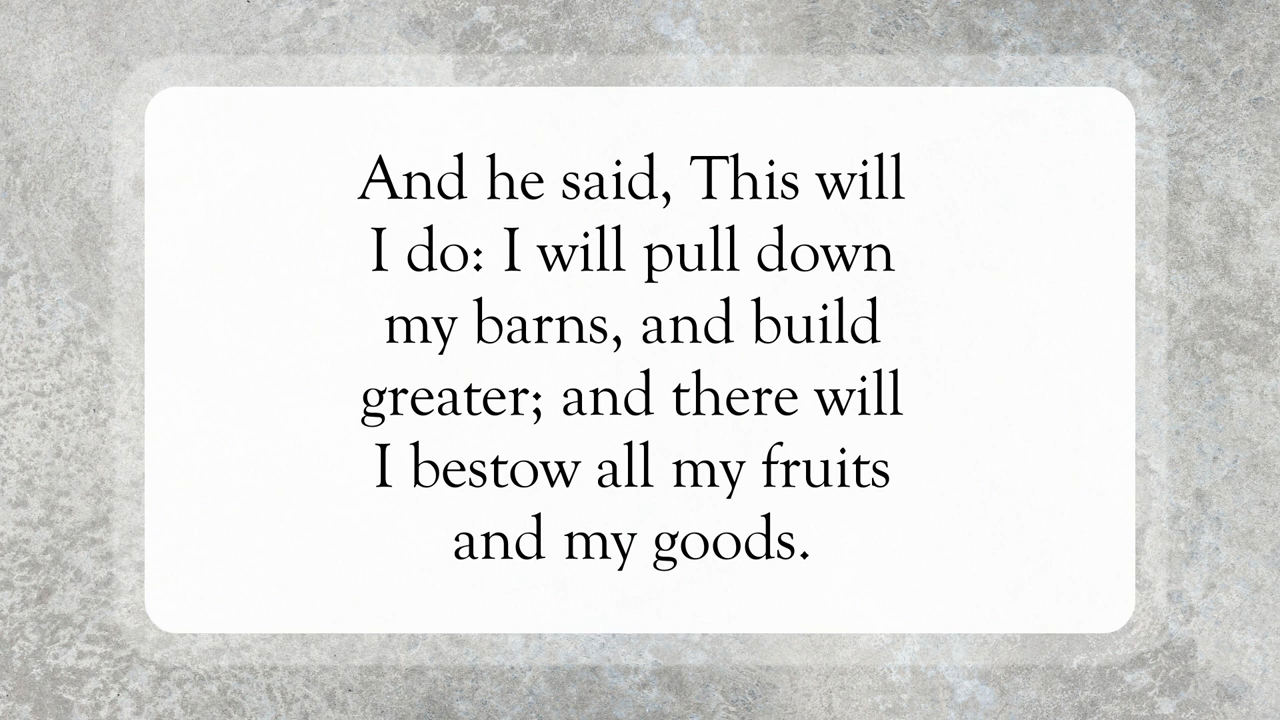 And he said, This will
I do: I will pull down
my barns, and build
greater; and there will
I bestow all my fruits
and my goods.